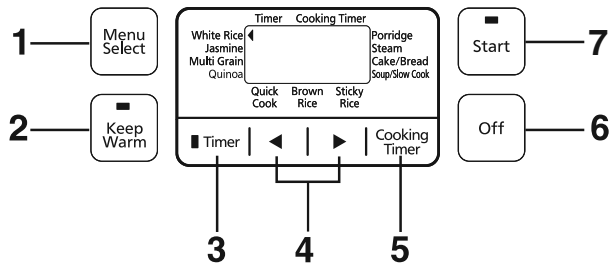 Timer Cooking Timer
1 Menu
Select
White Rice
Jasmine
Multi Grain
Quinoa
Porridge
Steam
Cake/Bread
Soup/Slow Cook
Start 7
Quick
Cook
Brown
Rice
Sticky
Rice
2 Keep
Warm
Timer
Cooking
Timer
Off 6
3 4 5